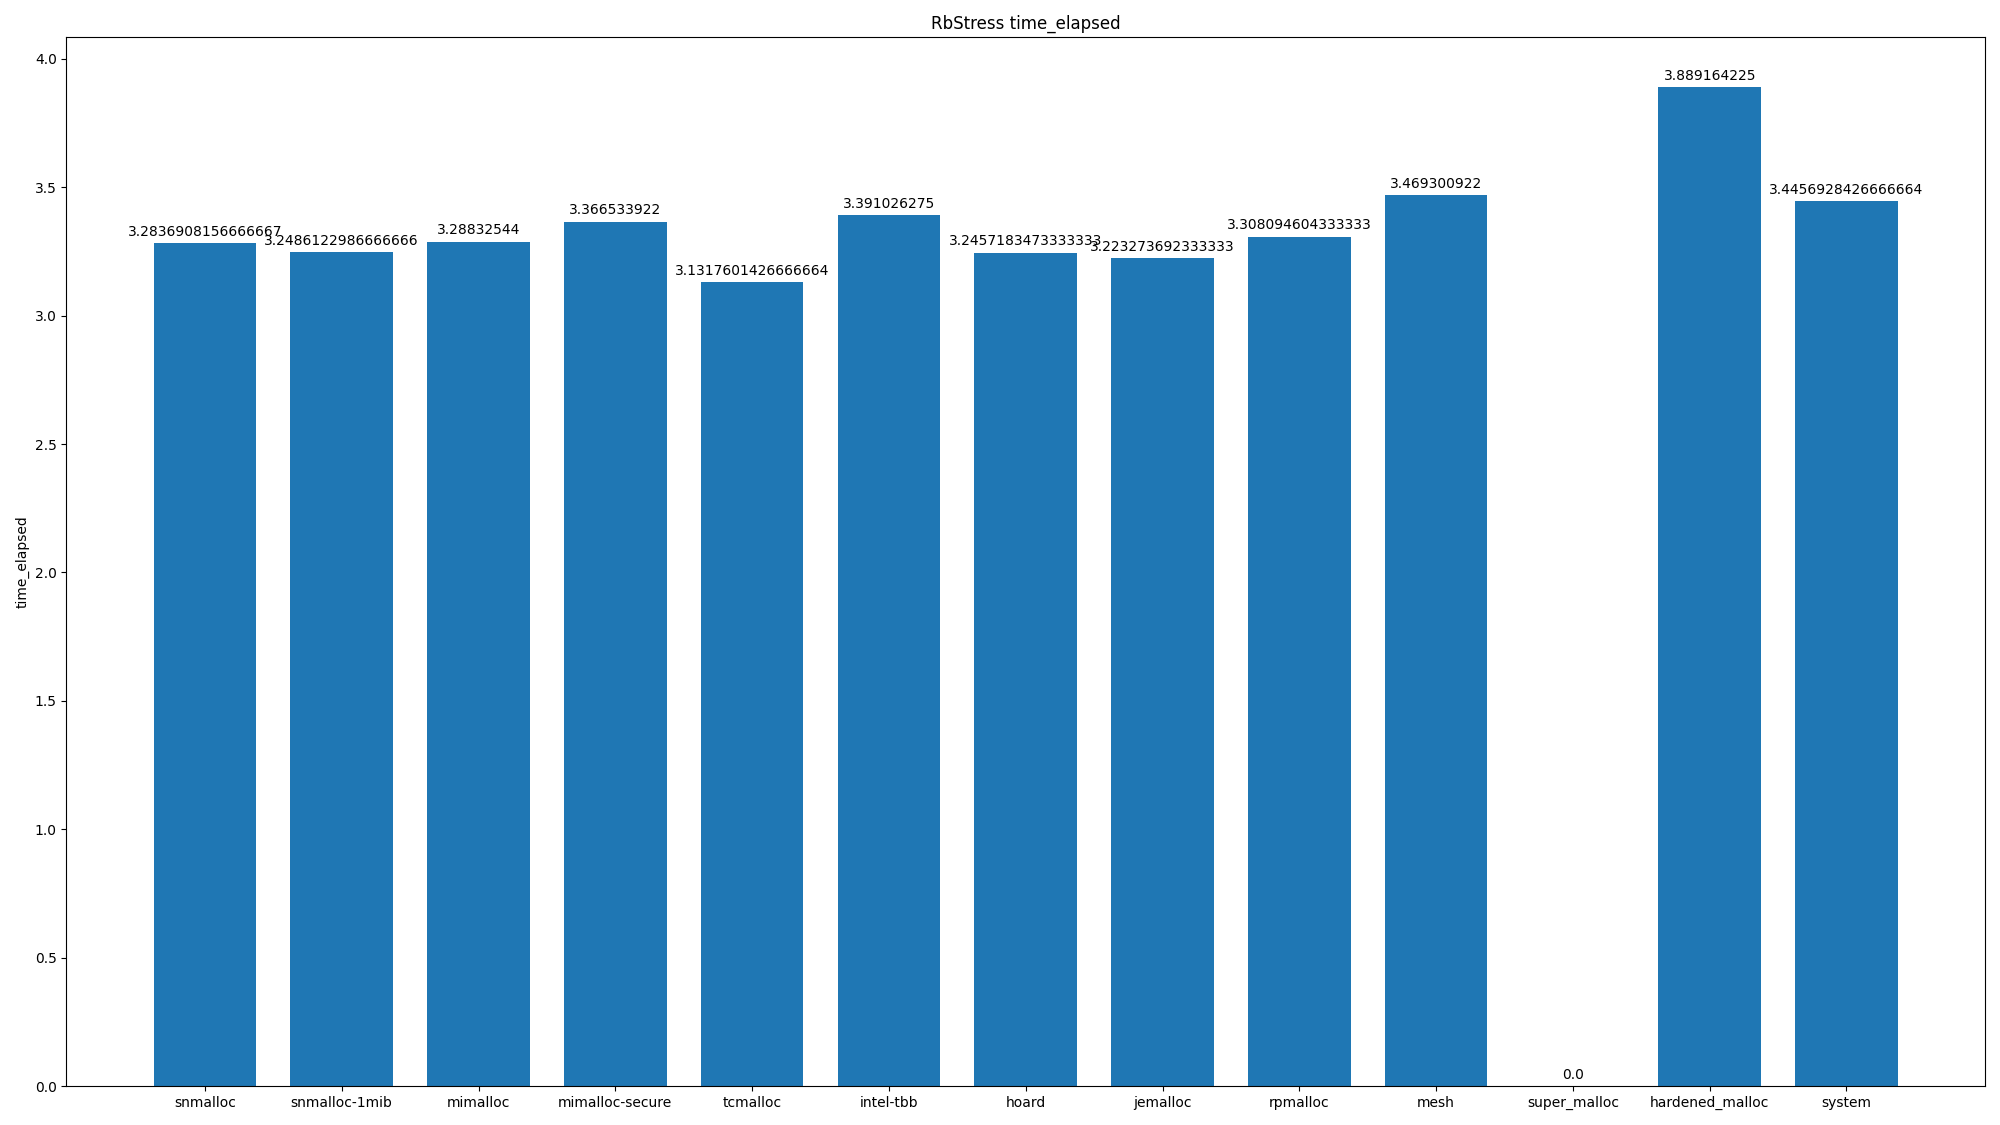 RbStress time_elapsed
time_elapsed
4.0
3.5
3.0
2.5
2.0
1.5
1.0
0.5
0.0
3.2836908156666667
3.2486122986666666
3.28832544
3.366533922
3.1317601426666664
3.391026275
3.2457183473333333
3.223273692333333
3.308094604333333
3.469300922
0.0
3.889164225
3.4456928426666664
snmalloc
snmalloc-1mib
mimalloc
mimalloc-secure
tcmalloc
intel-tbb
hoard
jemalloc
rpmalloc
mesh
super_malloc
hardened_malloc
system